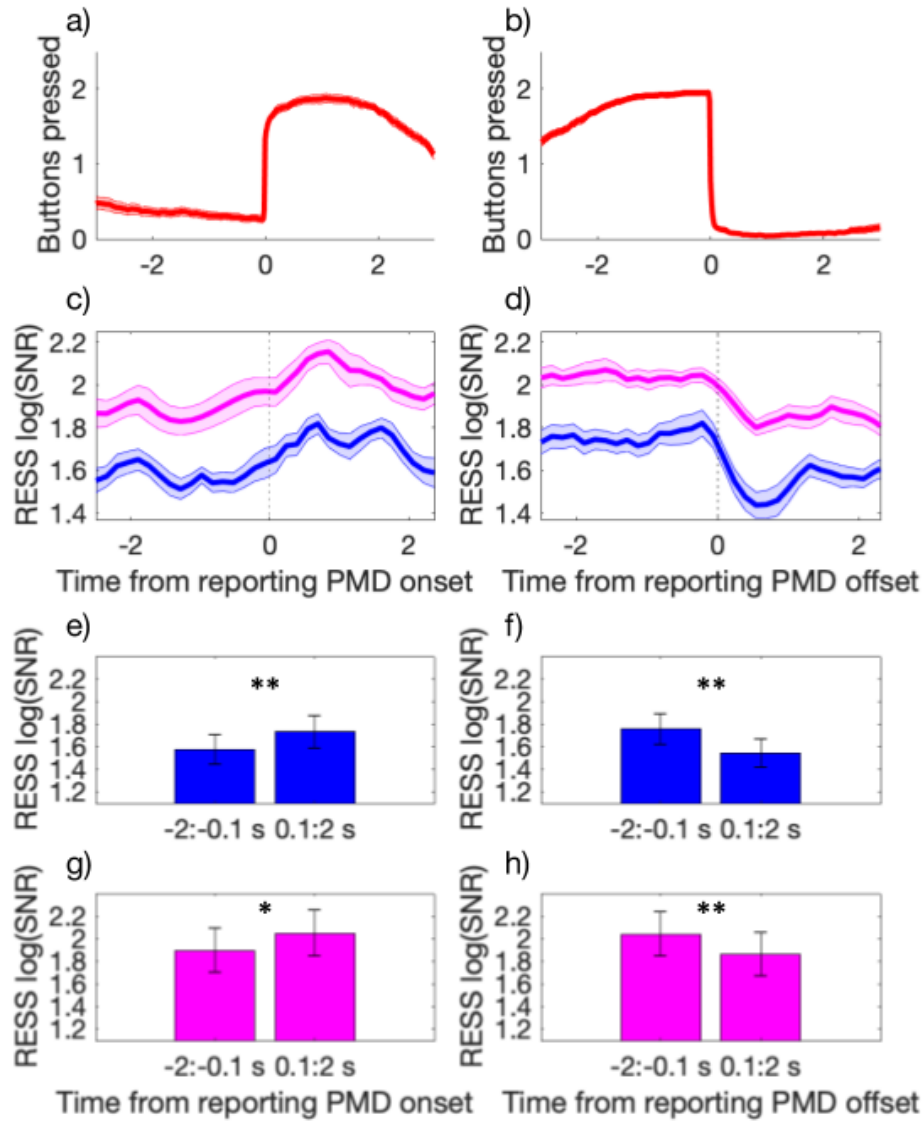 a)
b)
Buttons pressed
2
1
0
-2 0 2
Buttons pressed
2
1
0
-2 0 2
c)
d)
RESS log(SNR)
2.2
2
1.8
1.6
1.4
-2 0 2
Time from reporting PMD onset
RESS log(SNR)
2.2
2
1.8
1.6
1.4
-2 0 2
Time from reporting PMD offset
e)
f)
RESS log(SNR)
2.2
2
1.8
1.6
1.4
1.2
**
-2:-0.1 s 0.1:2 s
RESS log(SNR)
2.2
2
1.8
1.6
1.4
1.2
**
-2:-0.1 s 0.1:2 s
g)
h)
RESS log(SNR)
2.2
2
1.8
1.6
1.4
1.2
*
-2:-0.1 s 0.1:2 s
Time from reporting PMD onset
RESS log(SNR)
2.2
2
1.8
1.6
1.4
1.2
**
-2:-0.1 s 0.1:2 s
Time from reporting PMD offset